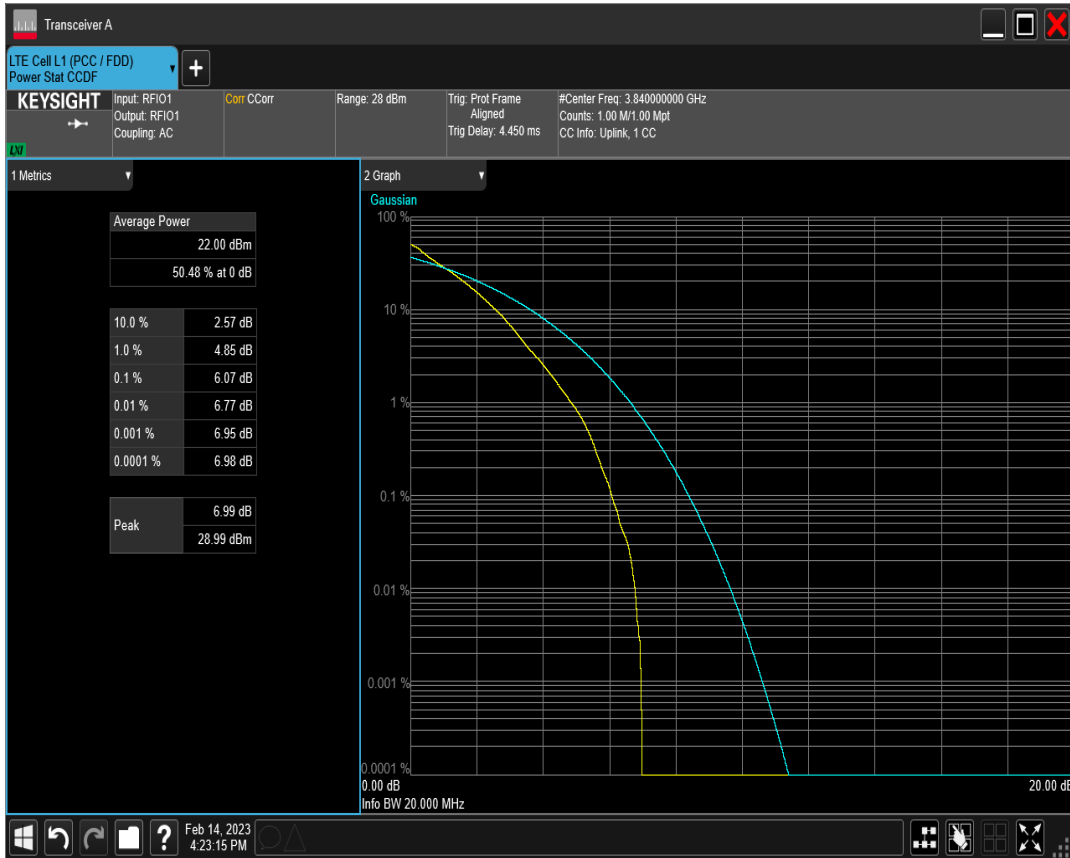 Transceiver A
LTE Cell L1 (PCC / FDD)
Power Stat CCDF
KEYSIGHT
LXI
Input: RFIO1
Output: RFIO1
Coupling: AC
Corr CCorr
Range: 28 dBm
Trig: Prot Frame
Aligned
Trig Delay: 4.450 ms
#Center Freq: 3.840000000 GHz
Counts: 1.00 M/1.00 Mpt
CC Info: Uplink, 1 CC
1 Metrics
Average Power
22.00 dBm
50.48 % at 0 dB
10.0 % 2.57 dB
1.0 % 4.85 dB
0.1 % 6.07 dB
0.01 % 6.77 dB
0.001 % 6.95 dB
0.0001 % 6.98 dB
Peak 6.99 dB
28.99 dBm
2 Graph
Gaussian
100 %
10 %
1 %
0.1 %
0.01 %
0.001 %
0.0001 %
0.00 dB 20.00 dB
Info BW 20.000 MHz
Feb 14, 2023
4:23:15 PM